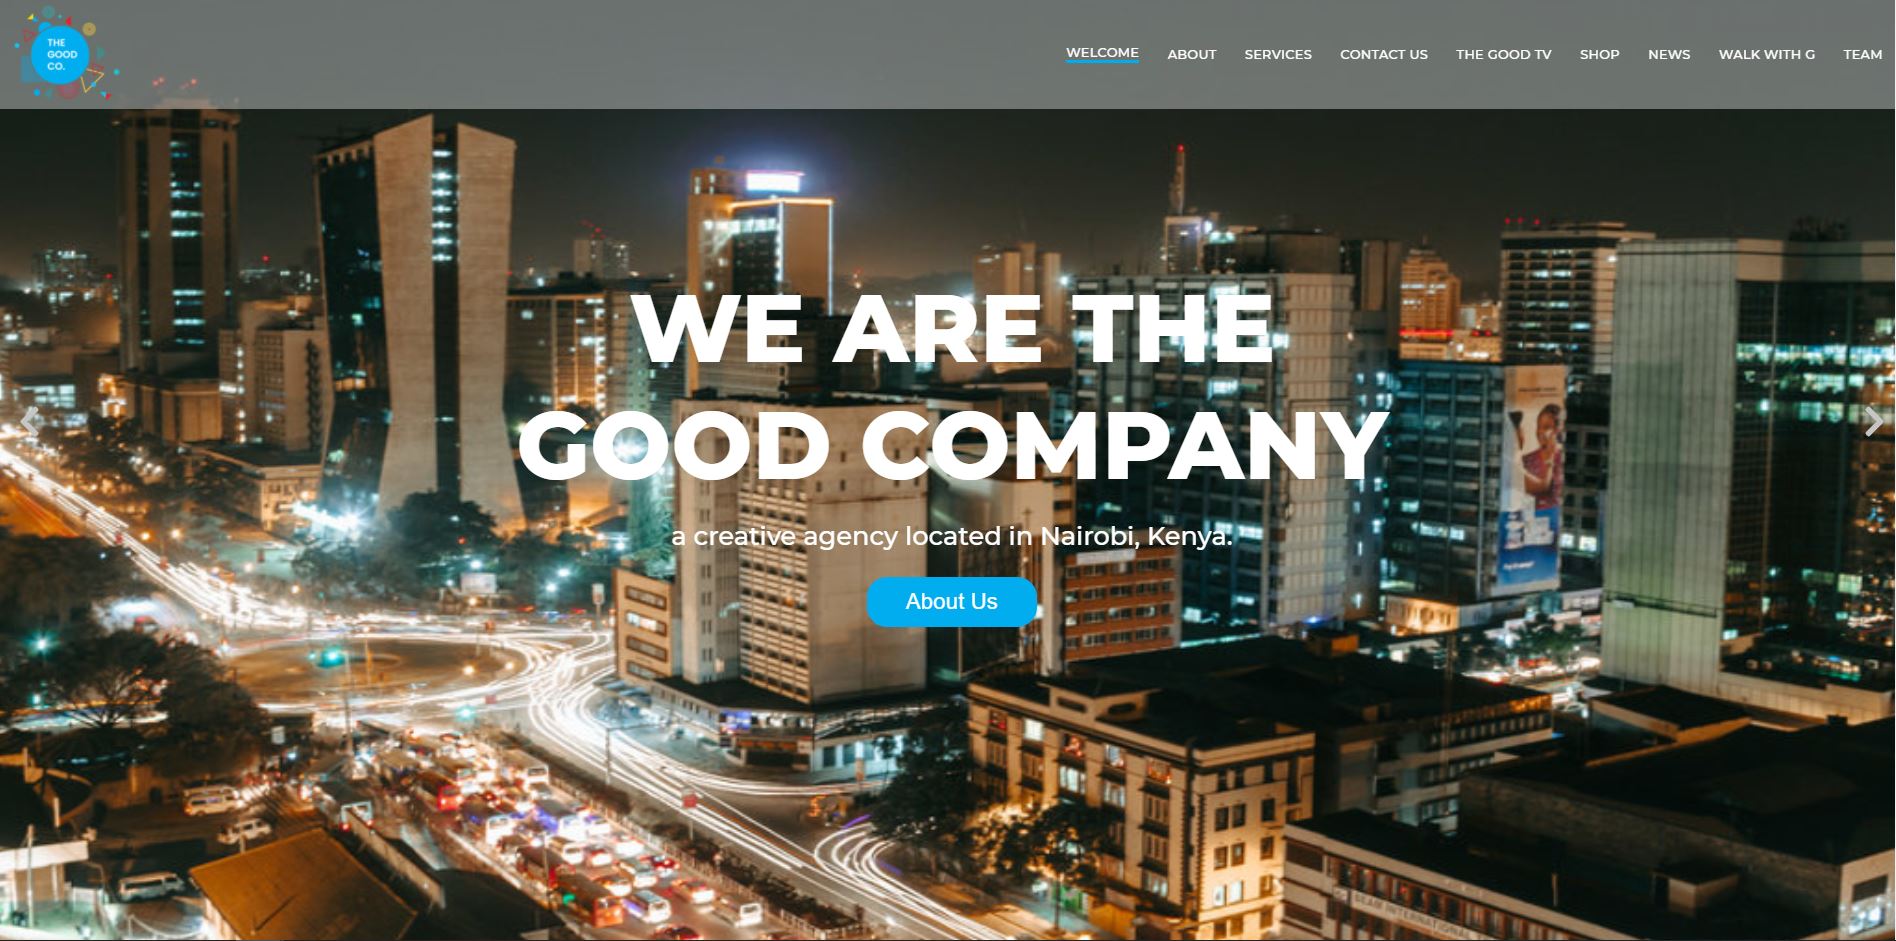 THE
GOOD
CO.
WELCOME ABOUT SERVICES CONTACT US THE GOOD TV SHOP NEWS WALK WITH G TEAM
WE ARE THE
GOOD COMPANY
a creative agency located in Nairobi, Kenya.
About Us